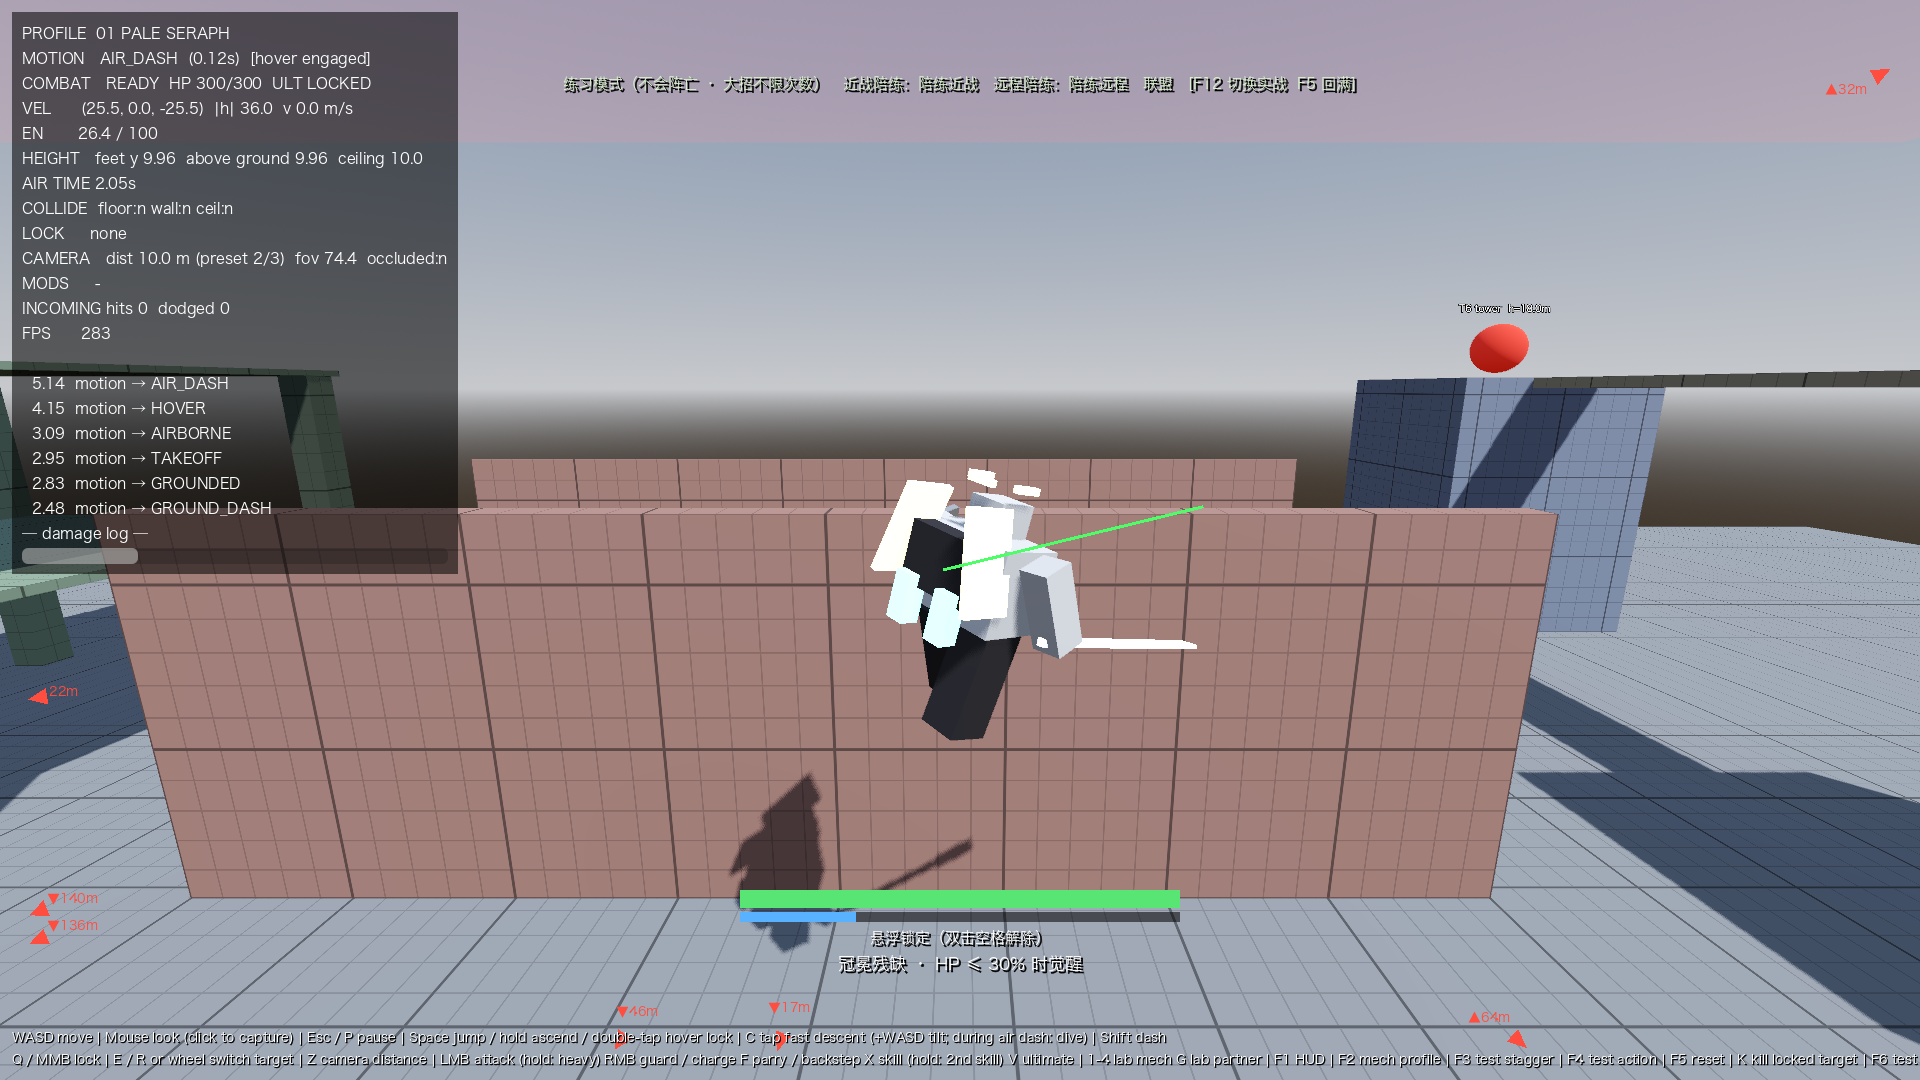 PROFILE  01 PALE SERAPH
MOTION  AIR_DASH  (0.12s)  [hover engaged]
COMBAT  READY  HP 300/300  ULT LOCKED
VEL  (25.5, 0.0, -25.5)  |h| 36.0  v 0.0 m/s
EN  26.4 / 100
HEIGHT  feet y 9.96  above ground 9.96  ceiling 10.0
AIR TIME 2.05s
COLLIDE  floor:n wall:n ceil:n
LOCK  none
CAMERA  dist 10.0 m (preset 2/3)  fov 74.4  occluded:n
MODS  -
INCOMING hits 0  dodged 0
FPS  283
5.14  motion → AIR_DASH
4.15  motion → HOVER
3.09  motion → AIRBORNE
2.95  motion → TAKEOFF
2.83  motion → GROUNDED
2.48  motion → GROUND_DASH
— damage log —
练习模式（不会阵亡 · 大招不限次数）  近战陪练：陪练近战  远程陪练：陪练远程  联盟  [F12 切换实战  F5 回满]
▲32m
T6 tower
22m
▼140m
▼136m
▼46m
▼17m
▲64m
悬浮锁定（双击空格解除）
冠冕残缺 · HP ≤ 30% 时觉醒
WASD move | Mouse look (click to capture) | Esc / P pause | Space jump / hold ascend / double-tap hover lock | C tap fast descent (+WASD tilt; during air dash: dive) | Shift dash
Q / MMB lock | E / R or wheel switch target | Z camera distance | LMB attack (hold: heavy) RMB guard / charge F parry / backstep X skill (hold: 2nd skill) V ultimate | 1-4 lab mech G lab partner | F1 HUD | F2 mech profile | F3 test stagger | F4 test action | F5 reset | K kill locked target | F6 test